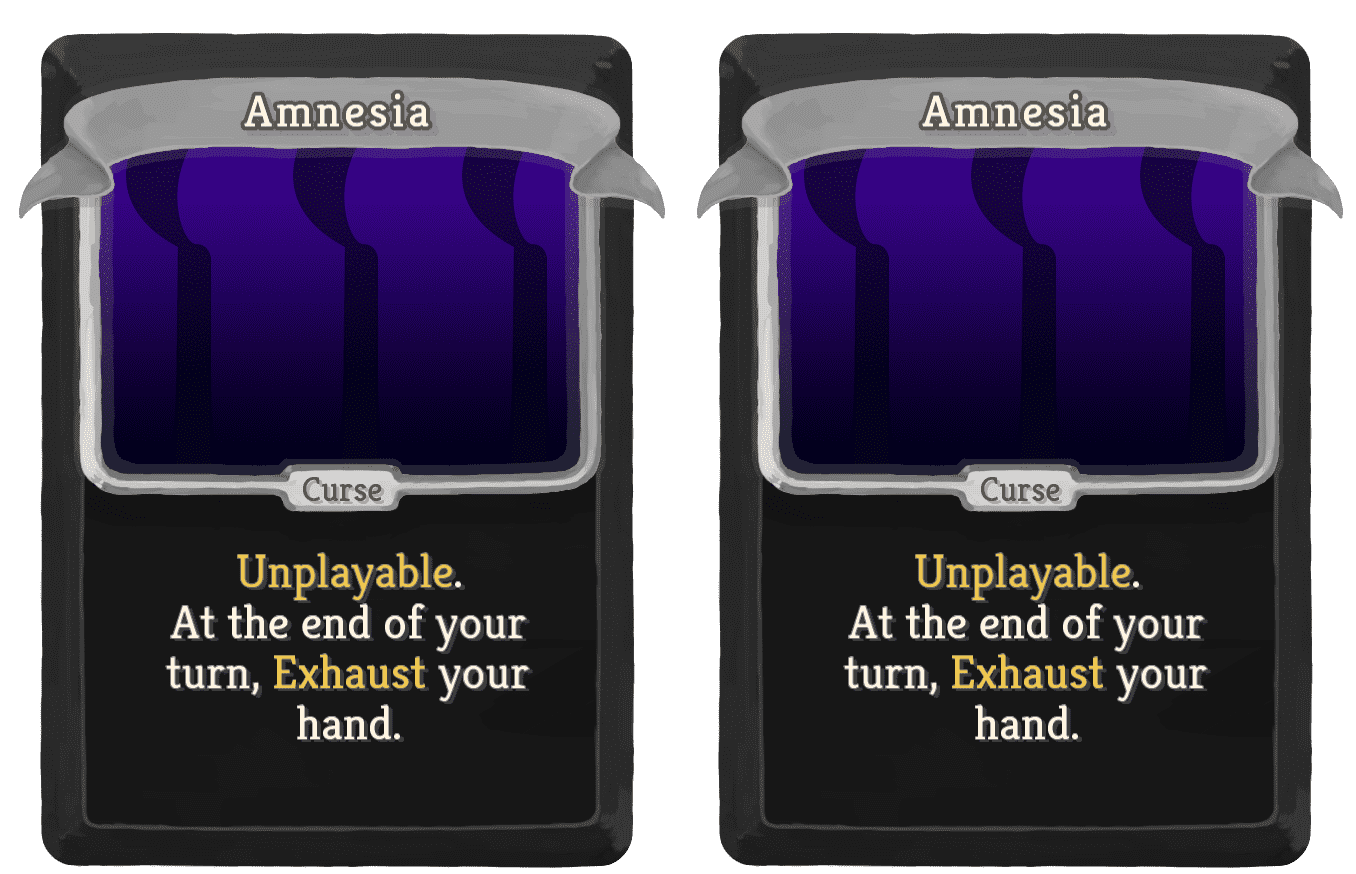 Amnesia
Curse
Unplayable.
At the end of your
turn, Exhaust your
hand.
Amnesia
Curse
Unplayable.
At the end of your
turn, Exhaust your
hand.